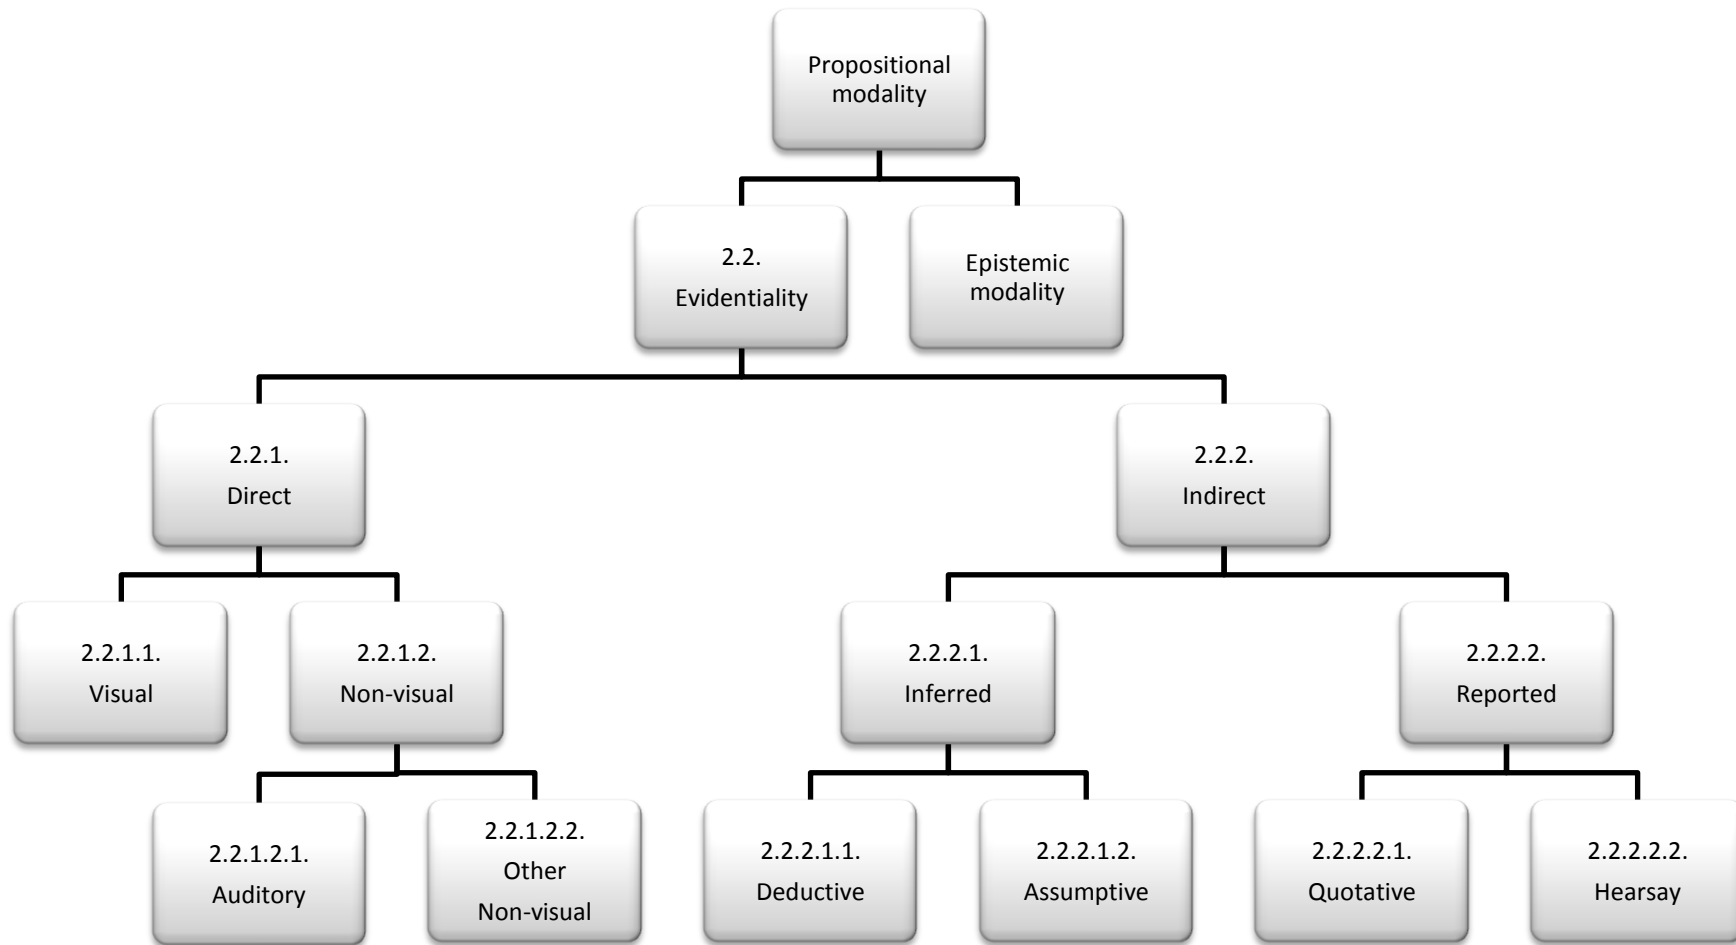 Propositional
modality
2.2.
Evidentiality
Epistemic
modality
2.2.1.
Direct
2.2.2.
Indirect
2.2.1.1.
Visual
2.2.1.2.
Non-visual
2.2.2.1.
Inferred
2.2.2.2.
Reported
2.2.1.2.1.
Auditory
2.2.1.2.2.
Other
Non-visual
2.2.2.1.1.
Deductive
2.2.2.1.2.
Assumptive
2.2.2.2.1.
Quotative
2.2.2.2.2.
Hearsay